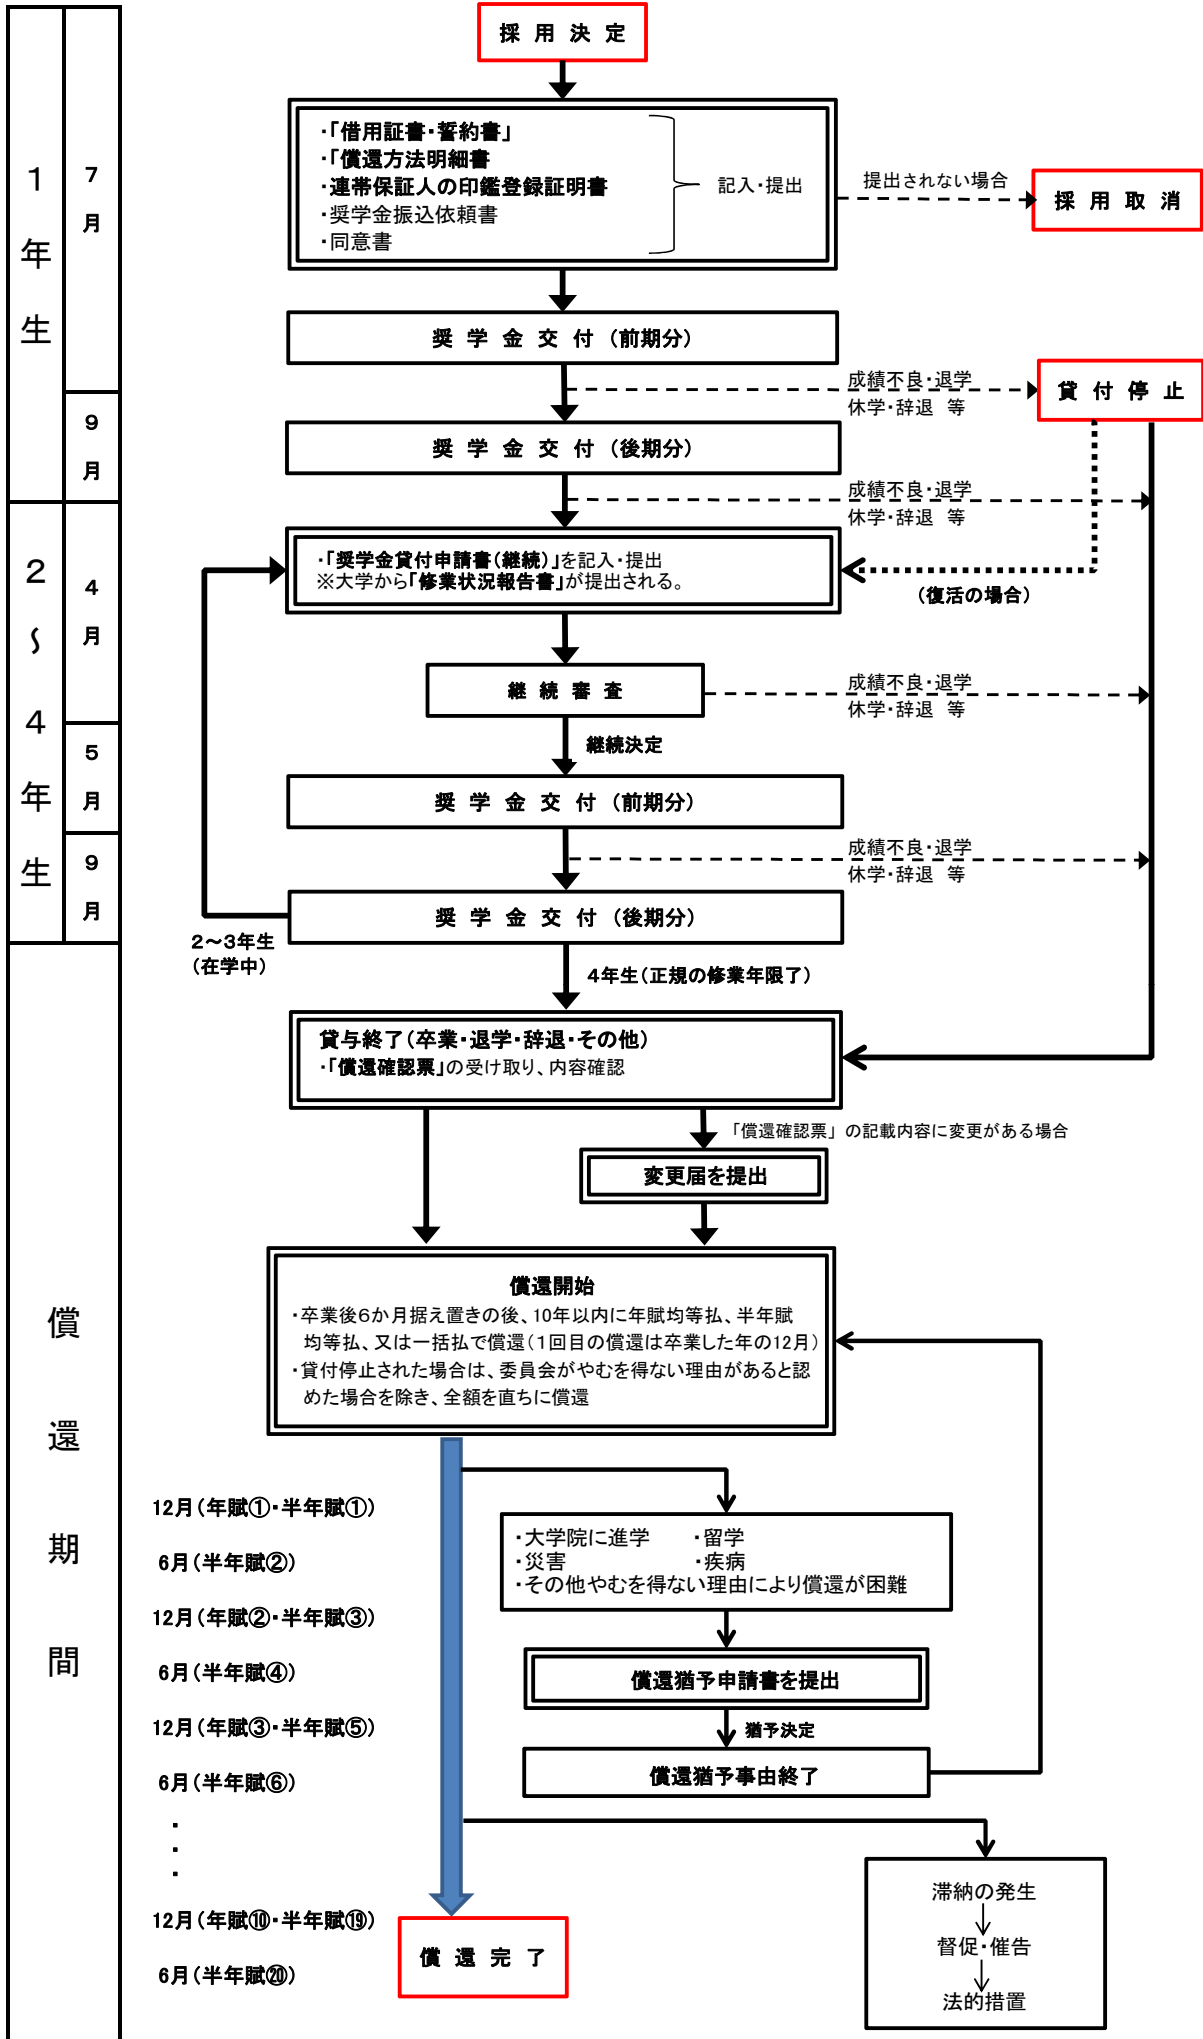 採用決定
1年生
7月
・「借用証書・誓約書」
・「償還方法明細書
・連帯保証人の印鑑登録証明書
・奨学金振込依頼書
・同意書
記入・提出
提出されない場合
採用取消
奨学金交付(前期分)
成績不良・退学
休学・辞退 等
貸付停止
9月
奨学金交付(後期分)
成績不良・退学
休学・辞退 等
2~4年生
4月
・「奨学金貸付申請書(継続)」を記入・提出
※大学から「修業状況報告書」が提出される。
(復活の場合)
継続審査
成績不良・退学
休学・辞退 等
継続決定
5月
奨学金交付(前期分)
成績不良・退学
休学・辞退 等
9月
奨学金交付(後期分)
2~3年生
(在学中)
4年生(正規の修業年限了)
貸与終了(卒業・退学・辞退・その他)
・「償還確認票」の受け取り、内容確認
「償還確認票」の記載内容に変更がある場合
変更届を提出
償還期間
償還開始
・卒業後6か月据え置きの後、10年以内に年賦均等払、半年賦
均等払、又は一括払で償還(1回目の償還は卒業した年の12月)
・貸付停止された場合は、委員会がやむを得ない理由があると認
めた場合を除き、全額を直ちに償還
12月(年賦①・半年賦①)
6月(半年賦②)
12月(年賦②・半年賦③)
6月(半年賦④)
12月(年賦③・半年賦⑤)
6月(半年賦⑥)
・
・
・
12月(年賦⑩・半年賦⑲)
6月(半年賦⑳)
・大学院に進学 ・留学
・災害 ・疾病
・その他やむを得ない理由により償還が困難
償還猶予申請書を提出
猶予決定
償還猶予事由終了
滞納の発生
督促・催告
法的措置
償還完了